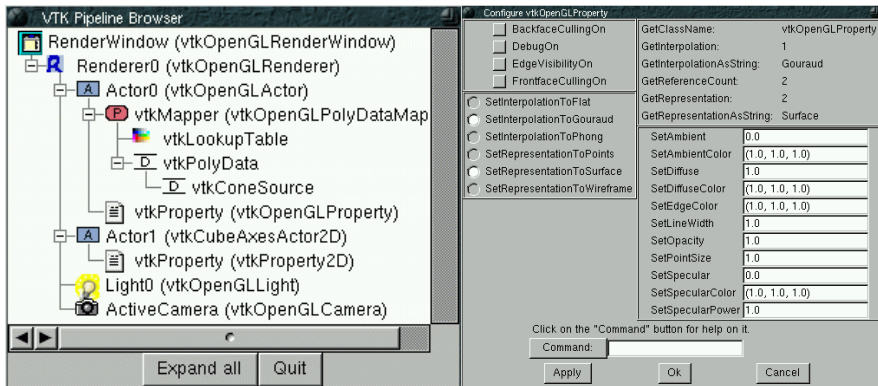 VTK Pipeline Browser
RenderWindow (vtkOpenGLRenderWindow)
R Renderer0 (vtkOpenGLRenderer)
A Actor0 (vtkOpenGLActor)
P vtkMapper (vtkOpenGLPolyDataMap
vtkLookupTable
D vtkPolyData
D vtkConeSource
vtkProperty (vtkOpenGLProperty)
A Actor1 (vtkCubeAxesActor2D)
vtkProperty (vtkProperty2D)
Light0 (vtkOpenGLLight)
ActiveCamera (vtkOpenGLCamera)
Expand all Quit
Configure vtkOpenGLProperty
BackfaceCullingOn
DebugOn
EdgeVisibilityOn
FrontfaceCullingOn
SetInterpolationToFlat
SetInterpolationToGouraud
SetInterpolationToPhong
SetRepresentationToPoints
SetRepresentationToSurface
SetRepresentationToWireframe
GetClassName: vtkOpenGLProperty
GetInterpolation: 1
GetInterpolationAsString: Gouraud
GetReferenceCount: 2
GetRepresentation: 2
GetRepresentationAsString: Surface
SetAmbient 0.0
SetAmbientColor (1.0, 1.0, 1.0)
SetDiffuse 1.0
SetDiffuseColor (1.0, 1.0, 1.0)
SetEdgeColor (1.0, 1.0, 1.0)
SetLineWidth 1.0
SetOpacity 1.0
SetPointSize 1.0
SetSpecular 0.0
SetSpecularColor (1.0, 1.0, 1.0)
SetSpecularPower 1.0
Click on the "Command" button for help on it.
Command:
Apply Ok Cancel